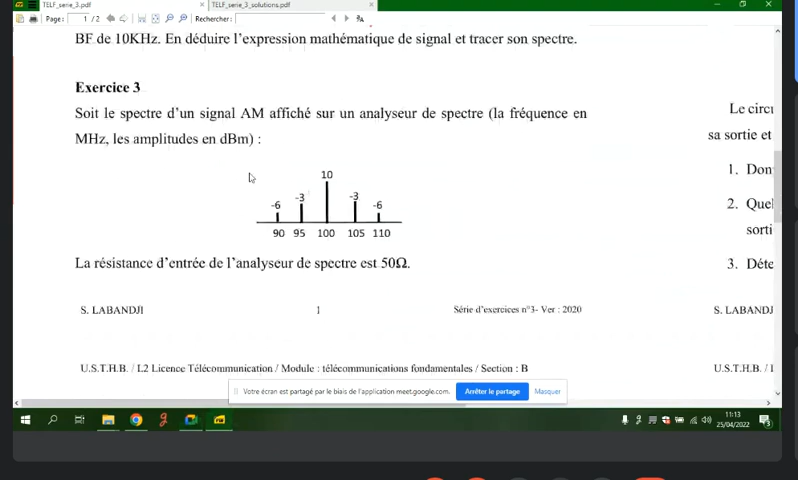 TELF_serie_3.pdf
TELF_serie_3_solutions.pdf
Page: 1 / 2
Rechercher:
BF de 10KHz. En déduire l'expression mathématique de signal et tracer son spectre.
Exercice 3
Soit le spectre d'un signal AM affiché sur un analyseur de spectre (la fréquence en
MHz, les amplitudes en dBm) :
10
-6 -3 -3 -6
90 95 100 105 110
La résistance d'entrée de l'analyseur de spectre est 50Ω.
S. LABANDJI 1 Série d'exercices n°3- Ver : 2020
U.S.T.H.B. / L2 Licence Télécommunication / Module : télécommunications fondamentales / Section : B
Le circu
sa sortie et
1. Don
2. Quel
sorti
3. Déte
S. LABANDJ
U.S.T.H.B. /
Votre écran est partagé par le biais de l'application meet.google.com.
Arrêter le partage
Masquer
11:13
25/04/2022